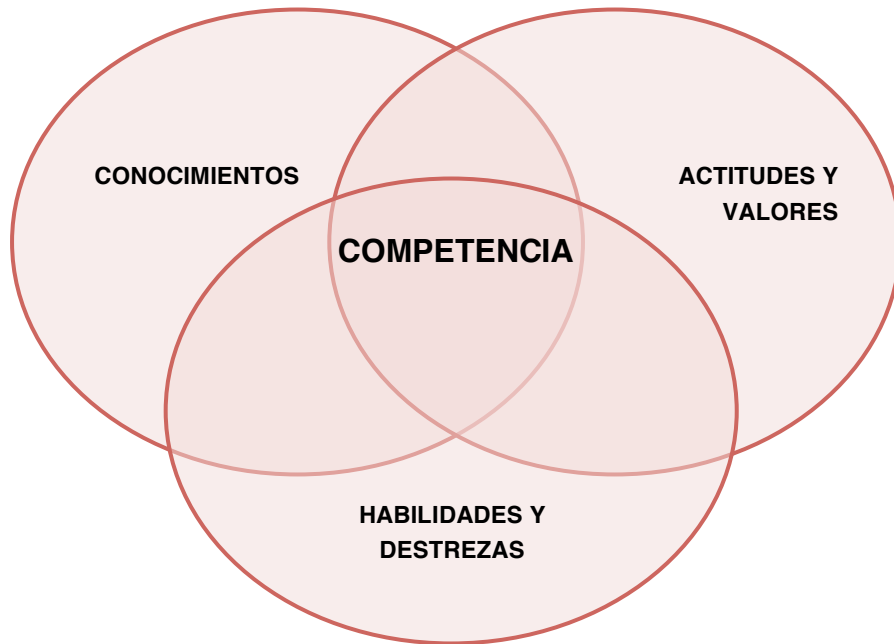 CONOCIMIENTOS
ACTITUDES Y
VALORES
COMPETENCIA
HABILIDADES Y
DESTREZAS